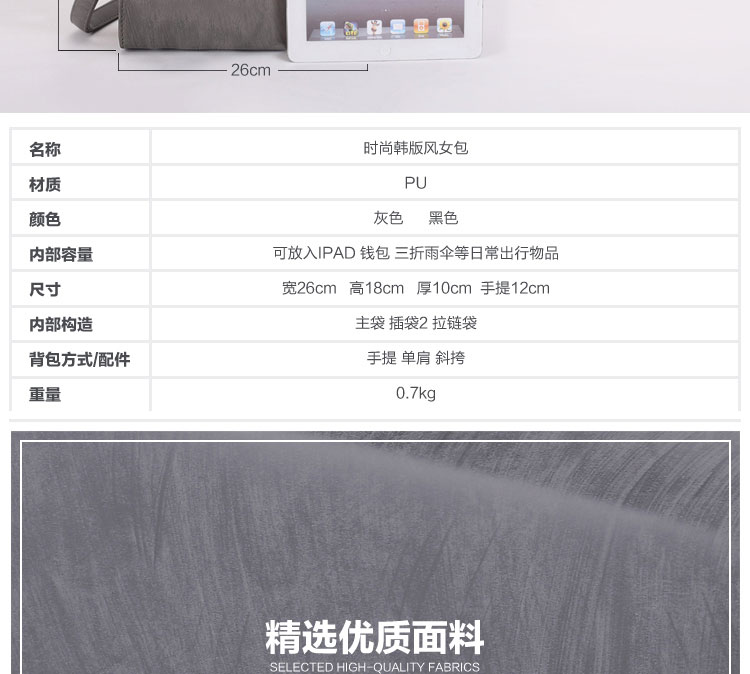 26cm
名称 时尚韩版风女包
材质 PU
颜色 灰色 黑色
内部容量 可放入IPAD 钱包 三折雨伞等日常出行物品
尺寸 宽26cm 高18cm 厚10cm 手提12cm
内部构造 主袋 插袋2 拉链袋
背包方式/配件 手提 单肩 斜挎
重量 0.7kg
精选优质面料
SELECTED HIGH-QUALITY FABRICS